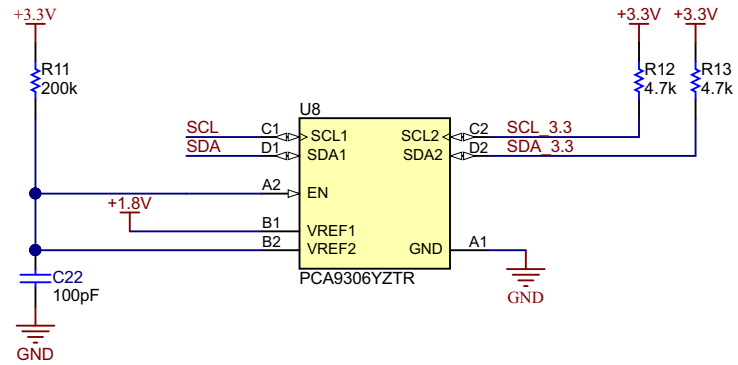 +3.3V
+3.3V
+3.3V
R11
200k
R12
4.7k
R13
4.7k
U8
SCL
C1
SCL1
SCL2
C2
SCL_3.3
SDA
D1
SDA1
SDA2
D2
SDA_3.3
A2
EN
+1.8V
B1
VREF1
B2
VREF2
GND
A1
PCA9306YZTR
C22
100pF
GND
GND